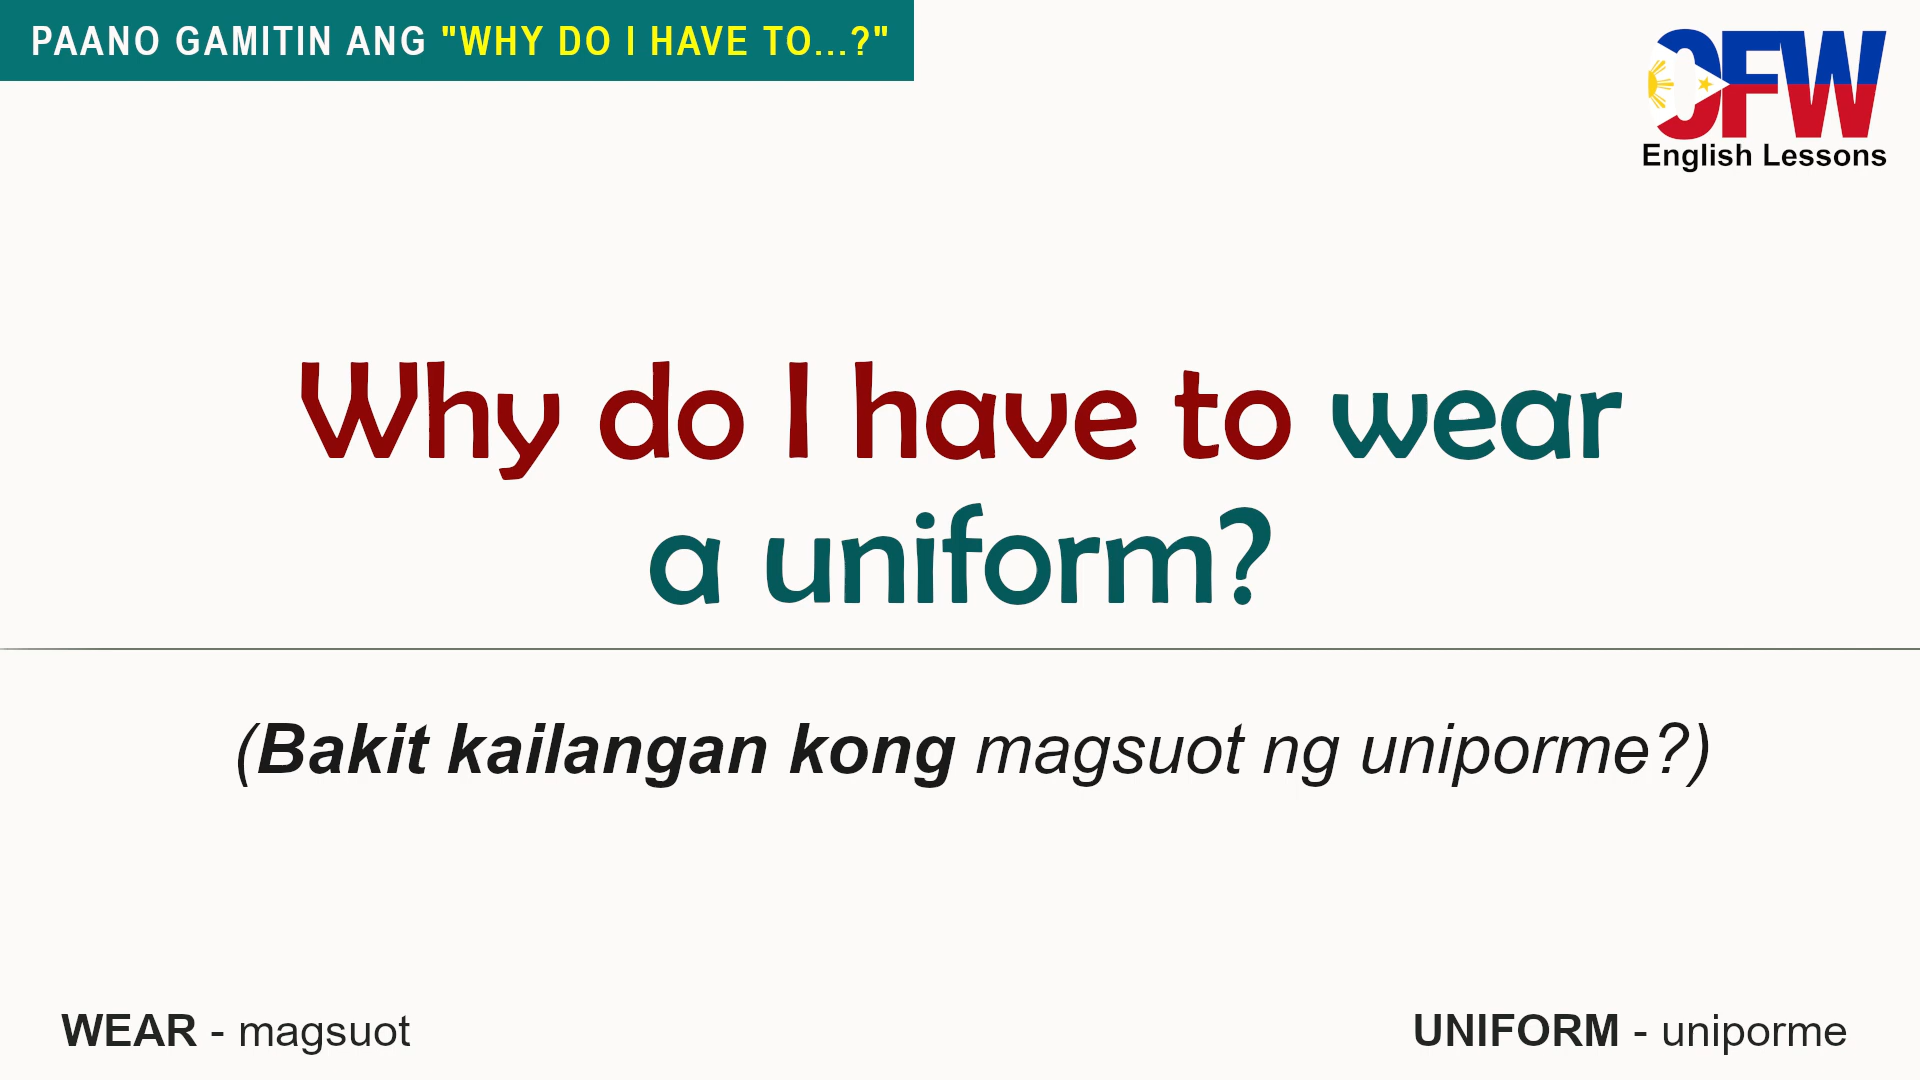 PAANO GAMITIN ANG "WHY DO I HAVE TO...?"
OFW
English Lessons
Why do I have to wear
a uniform?
(Bakit kailangan kong magsuot ng uniporme?)
WEAR - magsuot
UNIFORM - uniporme